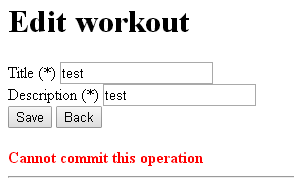 Edit workout
Title (*) test
Description (*) test
Save Back
Cannot commit this operation